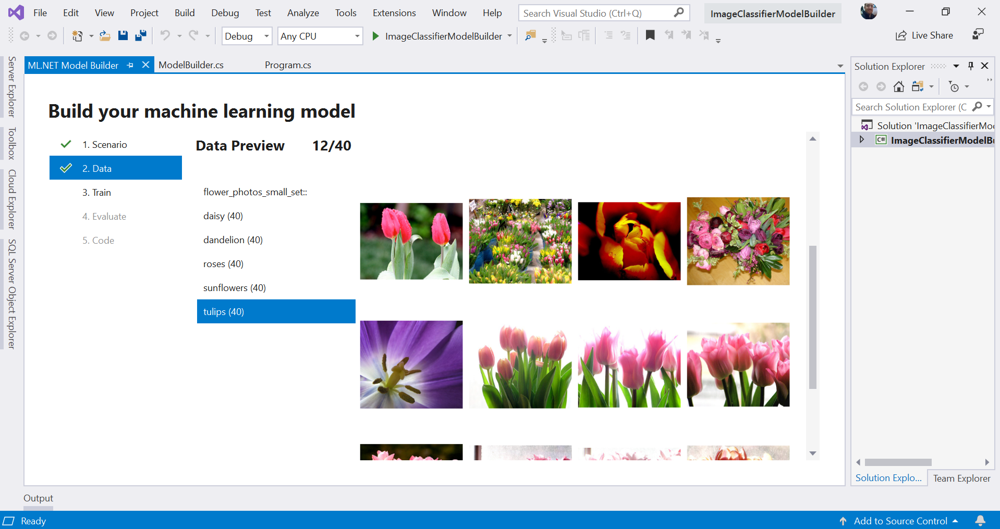 File Edit View Project Build Debug Test Analyze Tools Extensions Window Help Search Visual Studio (Ctrl+Q) ImageClassifierModelBuilder
Debug Any CPU ImageClassifierModelBuilder Live Share
Server Explorer
Toolbox
Cloud Explorer
SQL Server Object Explorer
ML.NET Model Builder ModelBuilder.cs Program.cs
Build your machine learning model
1. Scenario
2. Data
3. Train
4. Evaluate
5. Code
Data Preview 12/40
flower_photos_small_set::
daisy (40)
dandelion (40)
roses (40)
sunflowers (40)
tulips (40)
Solution Explorer
Search Solution Explorer (C
Solution 'ImageClassifierMo
C# ImageClassifierModelBu
Solution Explo... Team Explorer
Output
Ready Add to Source Control